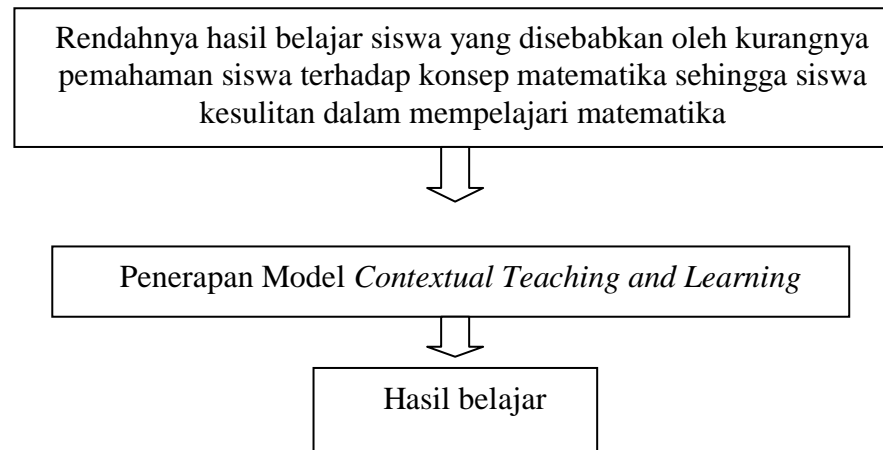 Rendahnya hasil belajar siswa yang disebabkan oleh kurangnya
pemahaman siswa terhadap konsep matematika sehingga siswa
kesulitan dalam mempelajari matematika
Penerapan Model Contextual Teaching and Learning
Hasil belajar